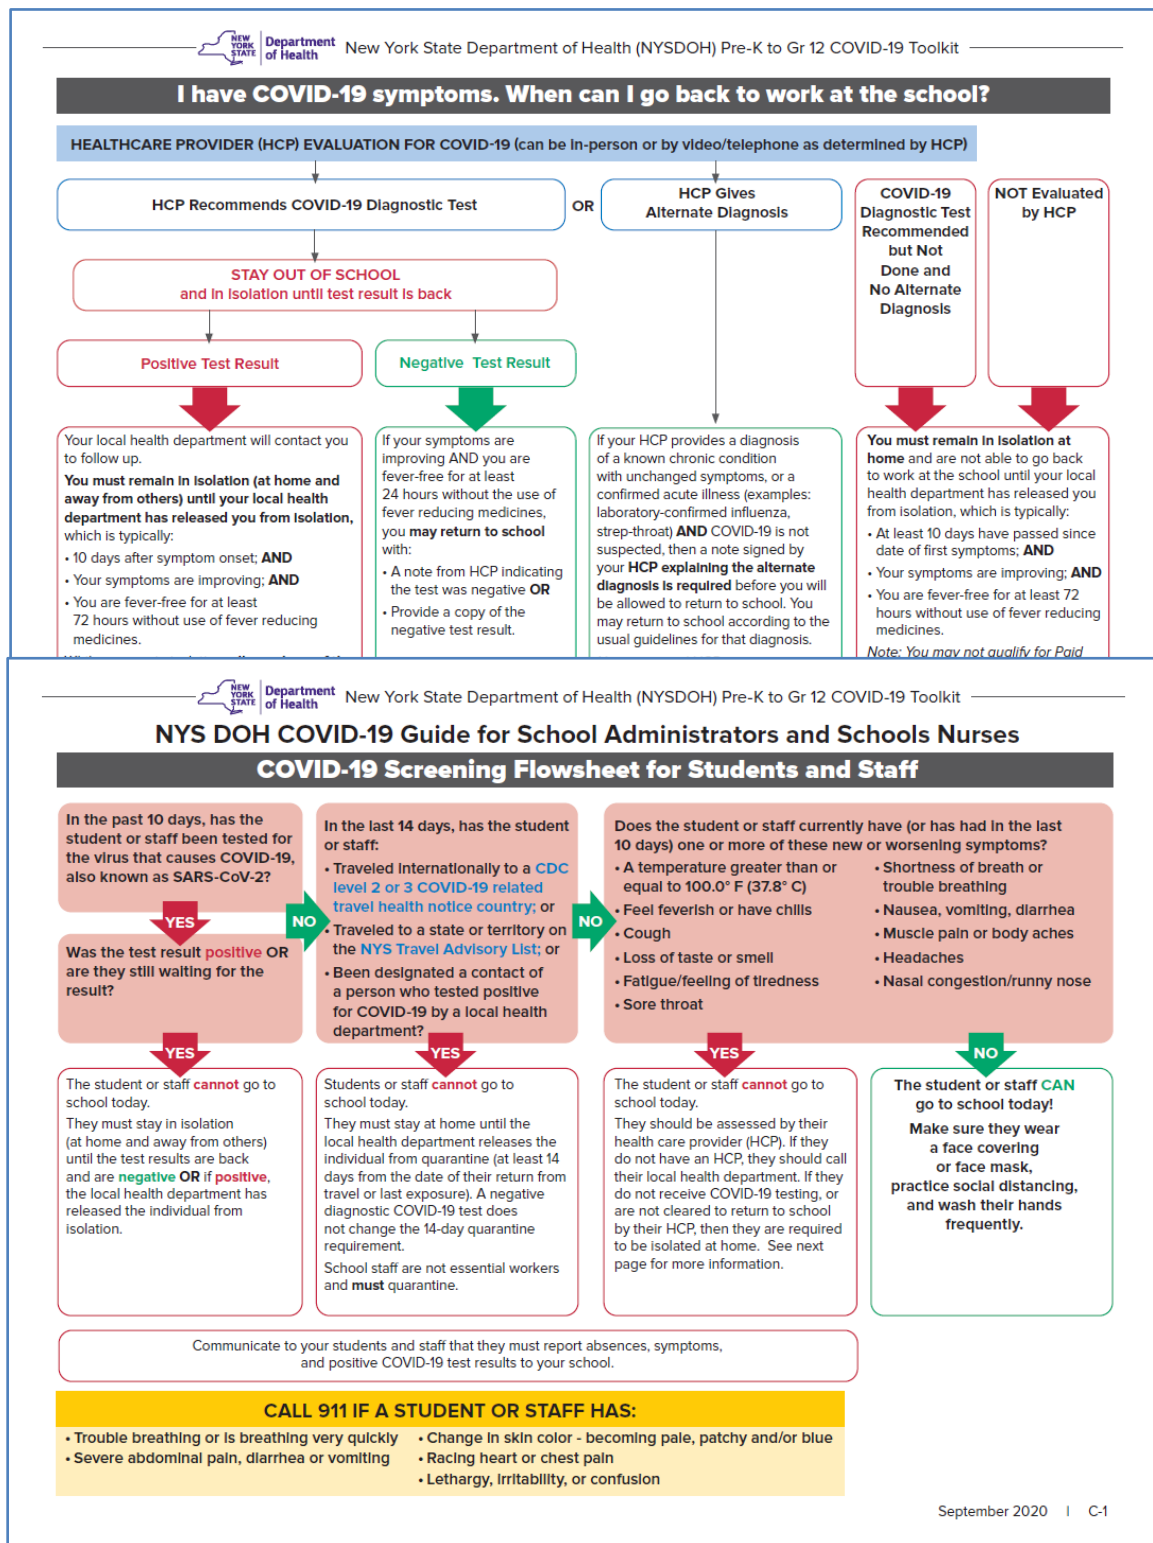 NEW
YORK
STATE
Department
of Health
New York State Department of Health (NYSDOH) Pre-K to Gr 12 COVID-19 Toolkit
I have COVID-19 symptoms. When can I go back to work at the school?
HEALTHCARE PROVIDER (HCP) EVALUATION FOR COVID-19 (can be in-person or by video/telephone as determined by HCP)
HCP Recommends COVID-19 Diagnostic Test
OR
HCP Gives
Alternate Diagnosis
COVID-19
Diagnostic Test
Recommended
but Not
Done and
No Alternate
Diagnosis
NOT Evaluated
by HCP
STAY OUT OF SCHOOL
and in isolation until test result is back
Positive Test Result
Negative Test Result
Your local health department will contact you
to follow up.
You must remain in isolation (at home and
away from others) until your local health
department has released you from isolation,
which is typically:
• 10 days after symptom onset; AND
• Your symptoms are improving; AND
• You are fever-free for at least
72 hours without use of fever reducing
medicines.
If your symptoms are
improving AND you are
fever-free for at least
24 hours without the use of
fever reducing medicines,
you may return to school
with:
• A note from HCP indicating
the test was negative OR
• Provide a copy of the
negative test result.
If your HCP provides a diagnosis
of a known chronic condition
with unchanged symptoms, or a
confirmed acute illness (examples:
laboratory-confirmed influenza,
strep-throat) AND COVID-19 is not
suspected, then a note signed by
your HCP explaining the alternate
diagnosis is required before you will
be allowed to return to school. You
may return to school according to the
usual guidelines for that diagnosis.
You must remain in isolation at
home and are not able to go back
to work at the school until your local
health department has released you
from isolation, which is typically:
• At least 10 days have passed since
date of first symptoms; AND
• Your symptoms are improving; AND
• You are fever-free for at least 72
hours without use of fever reducing
medicines.
Note: You may not qualify for Paid
NEW
YORK
STATE
Department
of Health
New York State Department of Health (NYSDOH) Pre-K to Gr 12 COVID-19 Toolkit
NYS DOH COVID-19 Guide for School Administrators and Schools Nurses
COVID-19 Screening Flowsheet for Students and Staff
In the past 10 days, has the
student or staff been tested for
the virus that causes COVID-19,
also known as SARS-CoV-2?
YES
NO
Was the test result positive OR
are they still waiting for the
result?
YES
In the last 14 days, has the student
or staff:
• Traveled internationally to a CDC
level 2 or 3 COVID-19 related
travel health notice country; or
• Traveled to a state or territory on
the NYS Travel Advisory List; or
• Been designated a contact of
a person who tested positive
for COVID-19 by a local health
department?
NO
YES
Does the student or staff currently have (or has had in the last
10 days) one or more of these new or worsening symptoms?
• A temperature greater than or
equal to 100.0° F (37.8° C)
• Feel feverish or have chills
• Cough
• Loss of taste or smell
• Fatigue/feeling of tiredness
• Sore throat
• Shortness of breath or
trouble breathing
• Nausea, vomiting, diarrhea
• Muscle pain or body aches
• Headaches
• Nasal congestion/runny nose
YES
NO
The student or staff cannot go to
school today.
They must stay in isolation
(at home and away from others)
until the test results are back
and are negative OR if positive,
the local health department has
released the individual from
isolation.
Students or staff cannot go to
school today.
They must stay at home until the
local health department releases the
individual from quarantine (at least 14
days from the date of their return from
travel or last exposure). A negative
diagnostic COVID-19 test does
not change the 14-day quarantine
requirement.
School staff are not essential workers
and must quarantine.
The student or staff cannot go to
school today.
They should be assessed by their
health care provider (HCP). If they
do not have an HCP, they should call
their local health department. If they
do not receive COVID-19 testing, or
are not cleared to return to school
by their HCP, then they are required
to be isolated at home. See next
page for more information.
The student or staff CAN
go to school today!
Make sure they wear
a face covering
or face mask,
practice social distancing,
and wash their hands
frequently.
Communicate to your students and staff that they must report absences, symptoms,
and positive COVID-19 test results to your school.
CALL 911 IF A STUDENT OR STAFF HAS:
• Trouble breathing or is breathing very quickly
• Severe abdominal pain, diarrhea or vomiting
• Change in skin color - becoming pale, patchy and/or blue
• Racing heart or chest pain
• Lethargy, irritability, or confusion
September 2020 | C-1